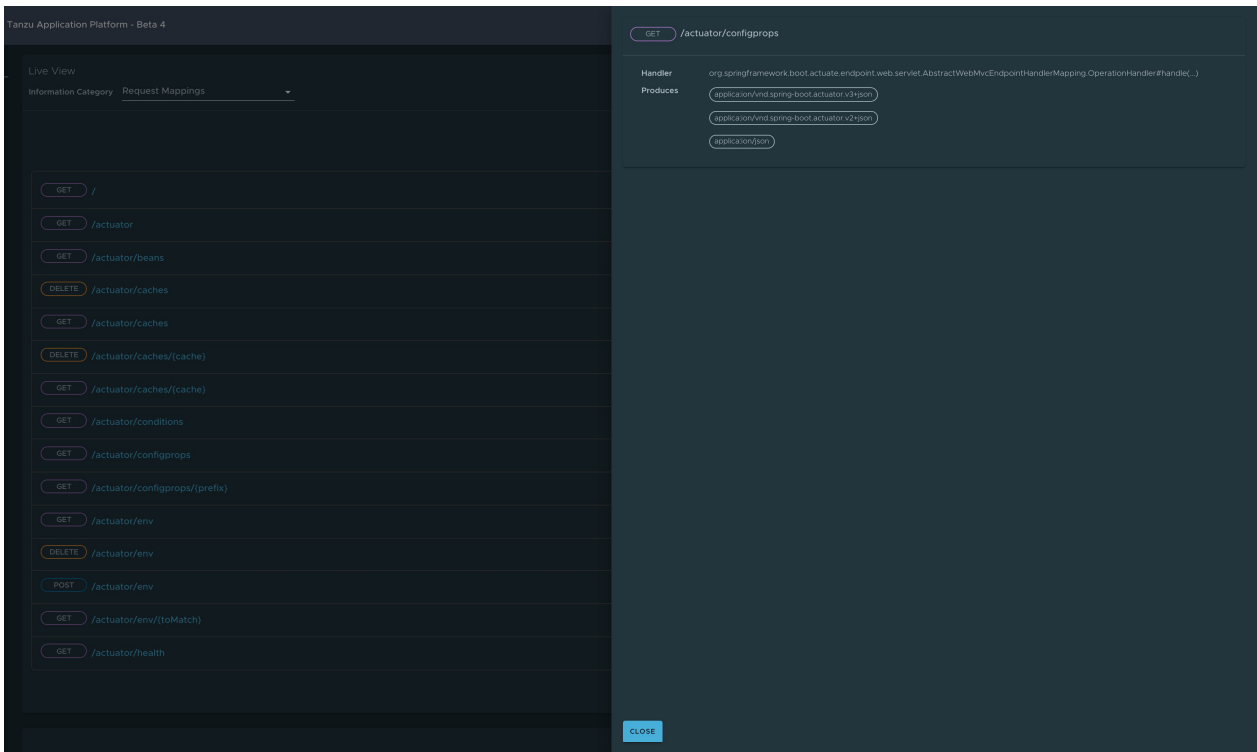 Tanzu Application Platform - Beta 4
Live View
Information Category Request Mappings
GET /
GET /actuator
GET /actuator/beans
DELETE /actuator/caches
GET /actuator/caches
DELETE /actuator/caches/{cache}
GET /actuator/caches/{cache}
GET /actuator/conditions
GET /actuator/configprops
GET /actuator/configprops/{prefix}
GET /actuator/env
DELETE /actuator/env
POST /actuator/env
GET /actuator/env/{toMatch}
GET /actuator/health
GET /actuator/configprops
Handler org.springframework.boot.actuate.endpoint.web.servlet.AbstractWebMvcEndpointHandlerMapping.OperationHandler#handle(...)
Produces application/vnd.spring-boot.actuator.v3+json
application/vnd.spring-boot.actuator.v2+json
application/json
CLOSE